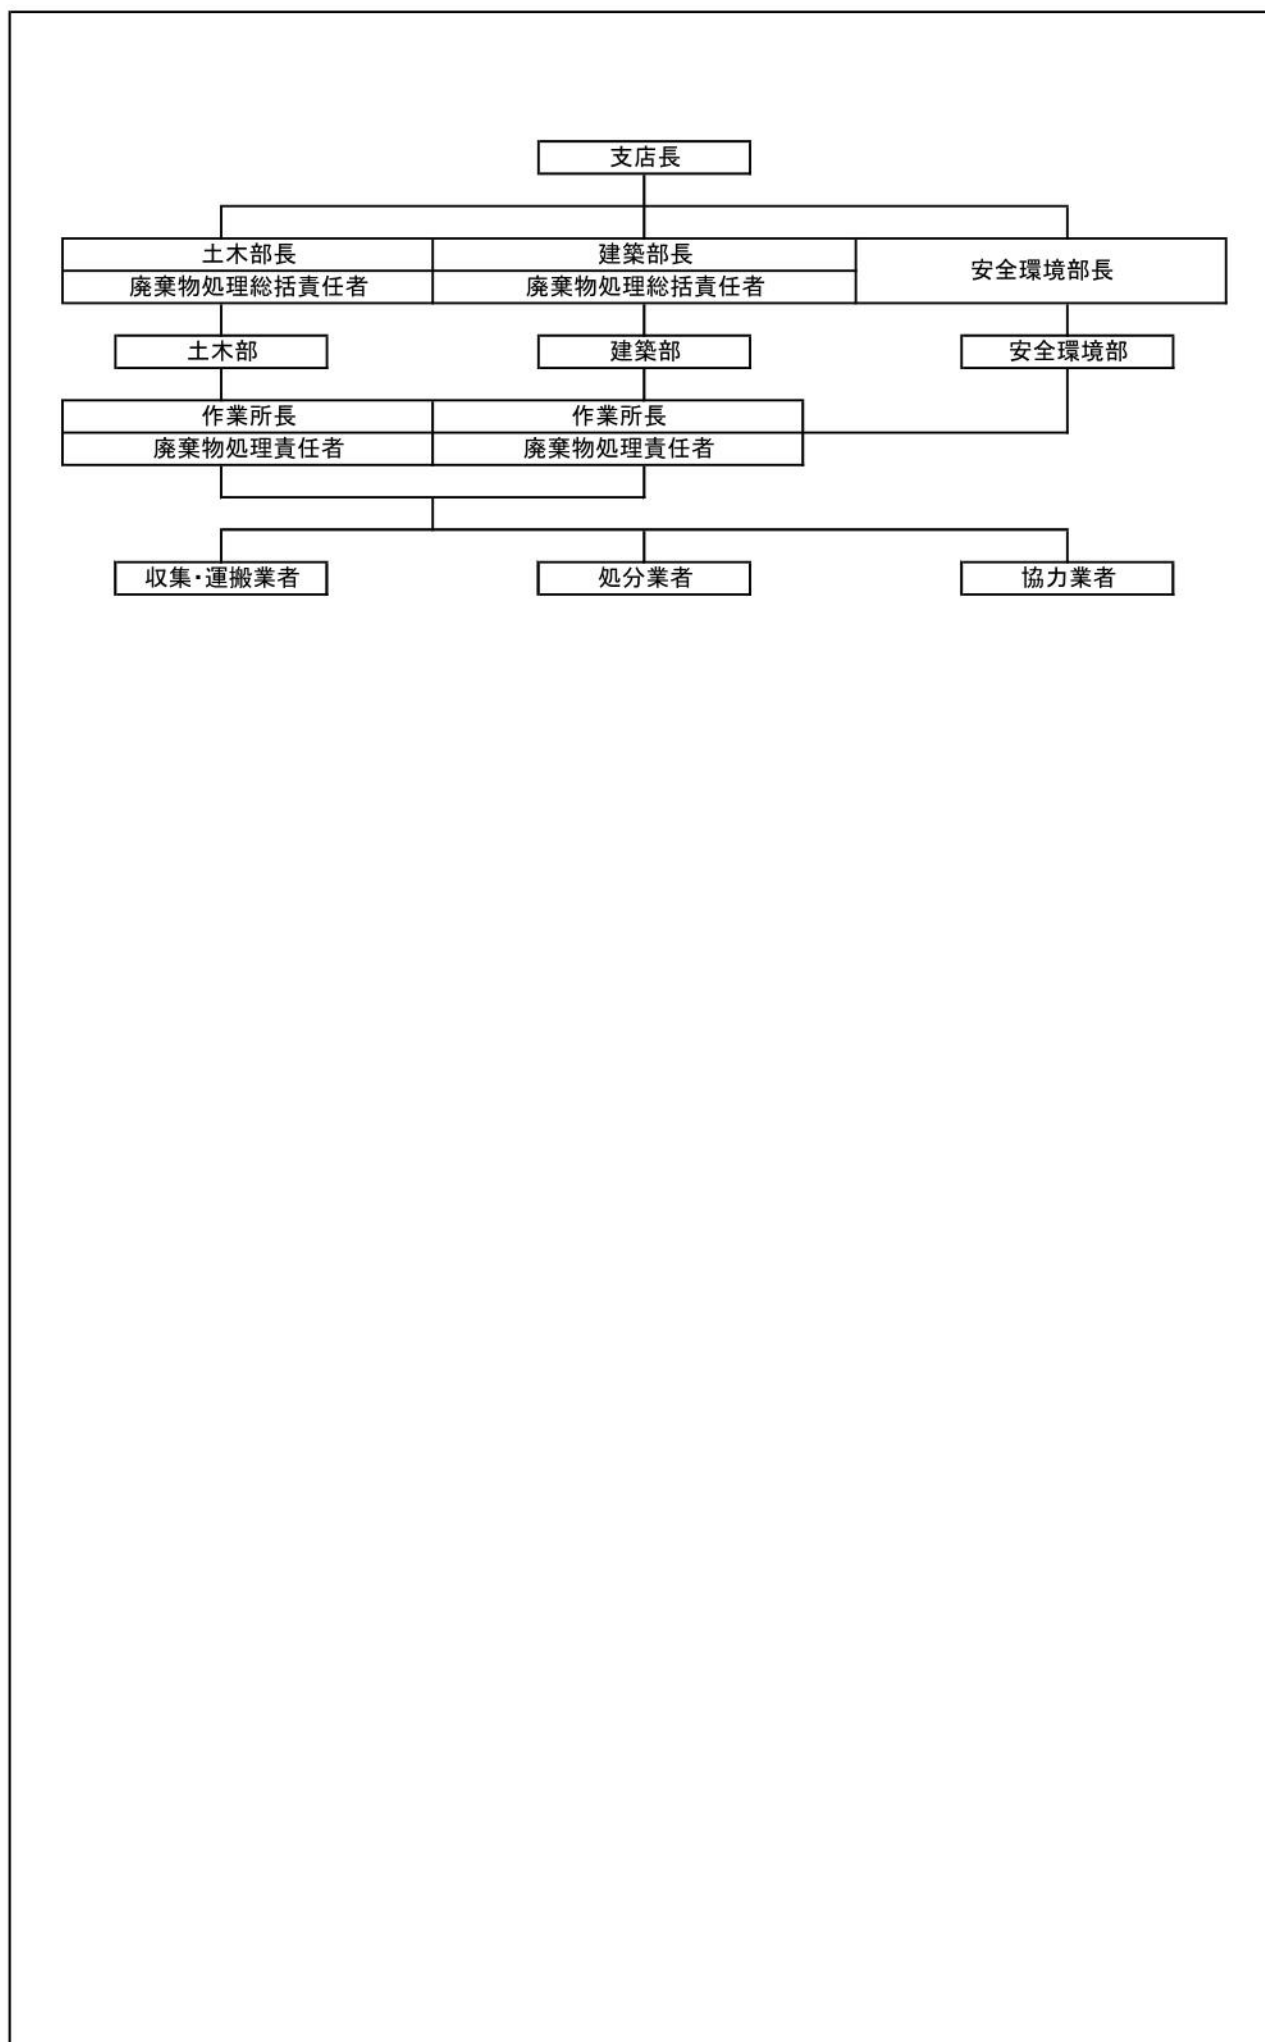 支店長
土木部長
建築部長
安全環境部長
廃棄物処理総括責任者
廃棄物処理総括責任者
土木部
建築部
安全環境部
作業所長
作業所長
廃棄物処理責任者
廃棄物処理責任者
収集・運搬業者
処分業者
協力業者